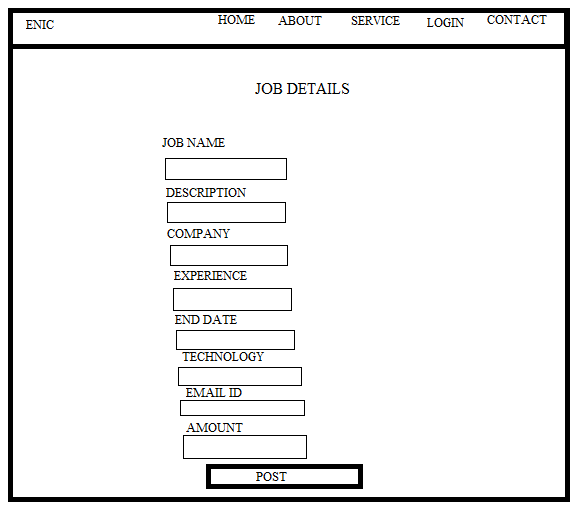 ENIC HOME ABOUT SERVICE LOGIN CONTACT
JOB DETAILS
JOB NAME
DESCRIPTION
COMPANY
EXPERIENCE
END DATE
TECHNOLOGY
EMAIL ID
AMOUNT
POST